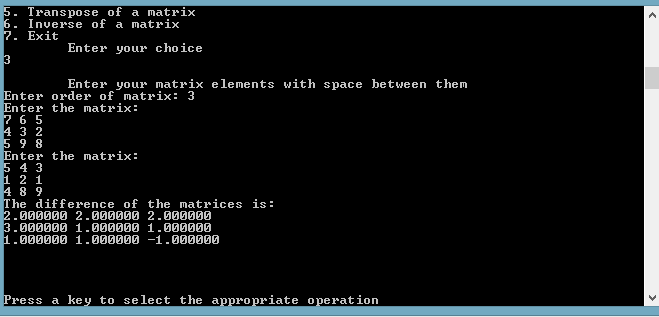 5. Transpose of a matrix
6. Inverse of a matrix
7. Exit
Enter your choice
3
Enter your matrix elements with space between them
Enter order of matrix: 3
Enter the matrix:
7 6 5
4 3 2
5 9 8
Enter the matrix:
5 4 3
1 2 1
4 8 9
The difference of the matrices is:
2.000000 2.000000 2.000000
3.000000 1.000000 1.000000
1.000000 1.000000 -1.000000
Press a key to select the appropriate operation